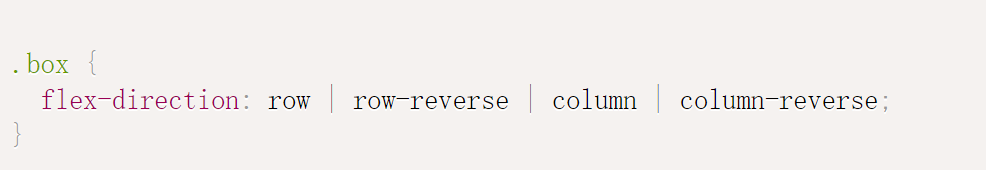 .box {
  flex-direction: row | row-reverse | column | column-reverse;
}